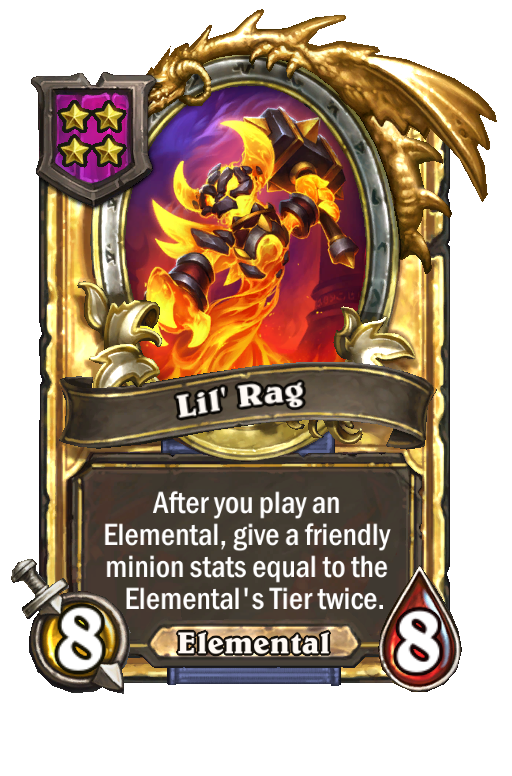 Lil' Rag
After you play an
Elemental, give a friendly
minion stats equal to the
Elemental's Tier twice.
8
Elemental
8